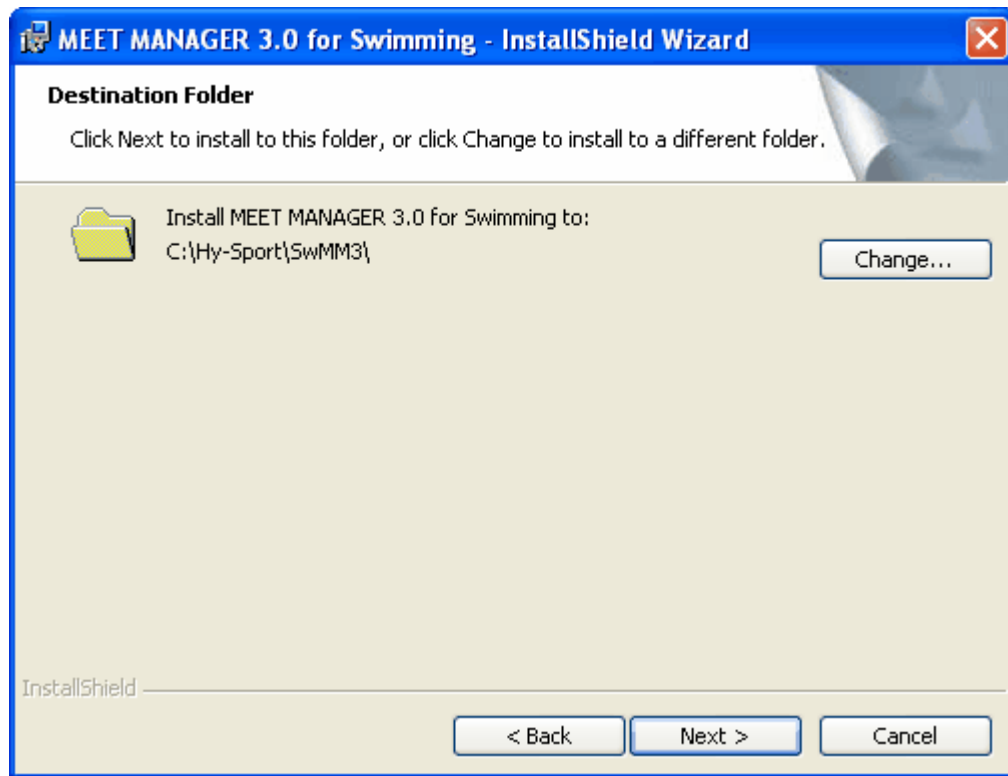 MEET MANAGER 3.0 for Swimming - InstallShield Wizard
Destination Folder
Click Next to install to this folder, or click Change to install to a different folder.
Install MEET MANAGER 3.0 for Swimming to:
C:\Hy-Sport\SwMM3\
Change...
InstallShield
< Back
Next >
Cancel